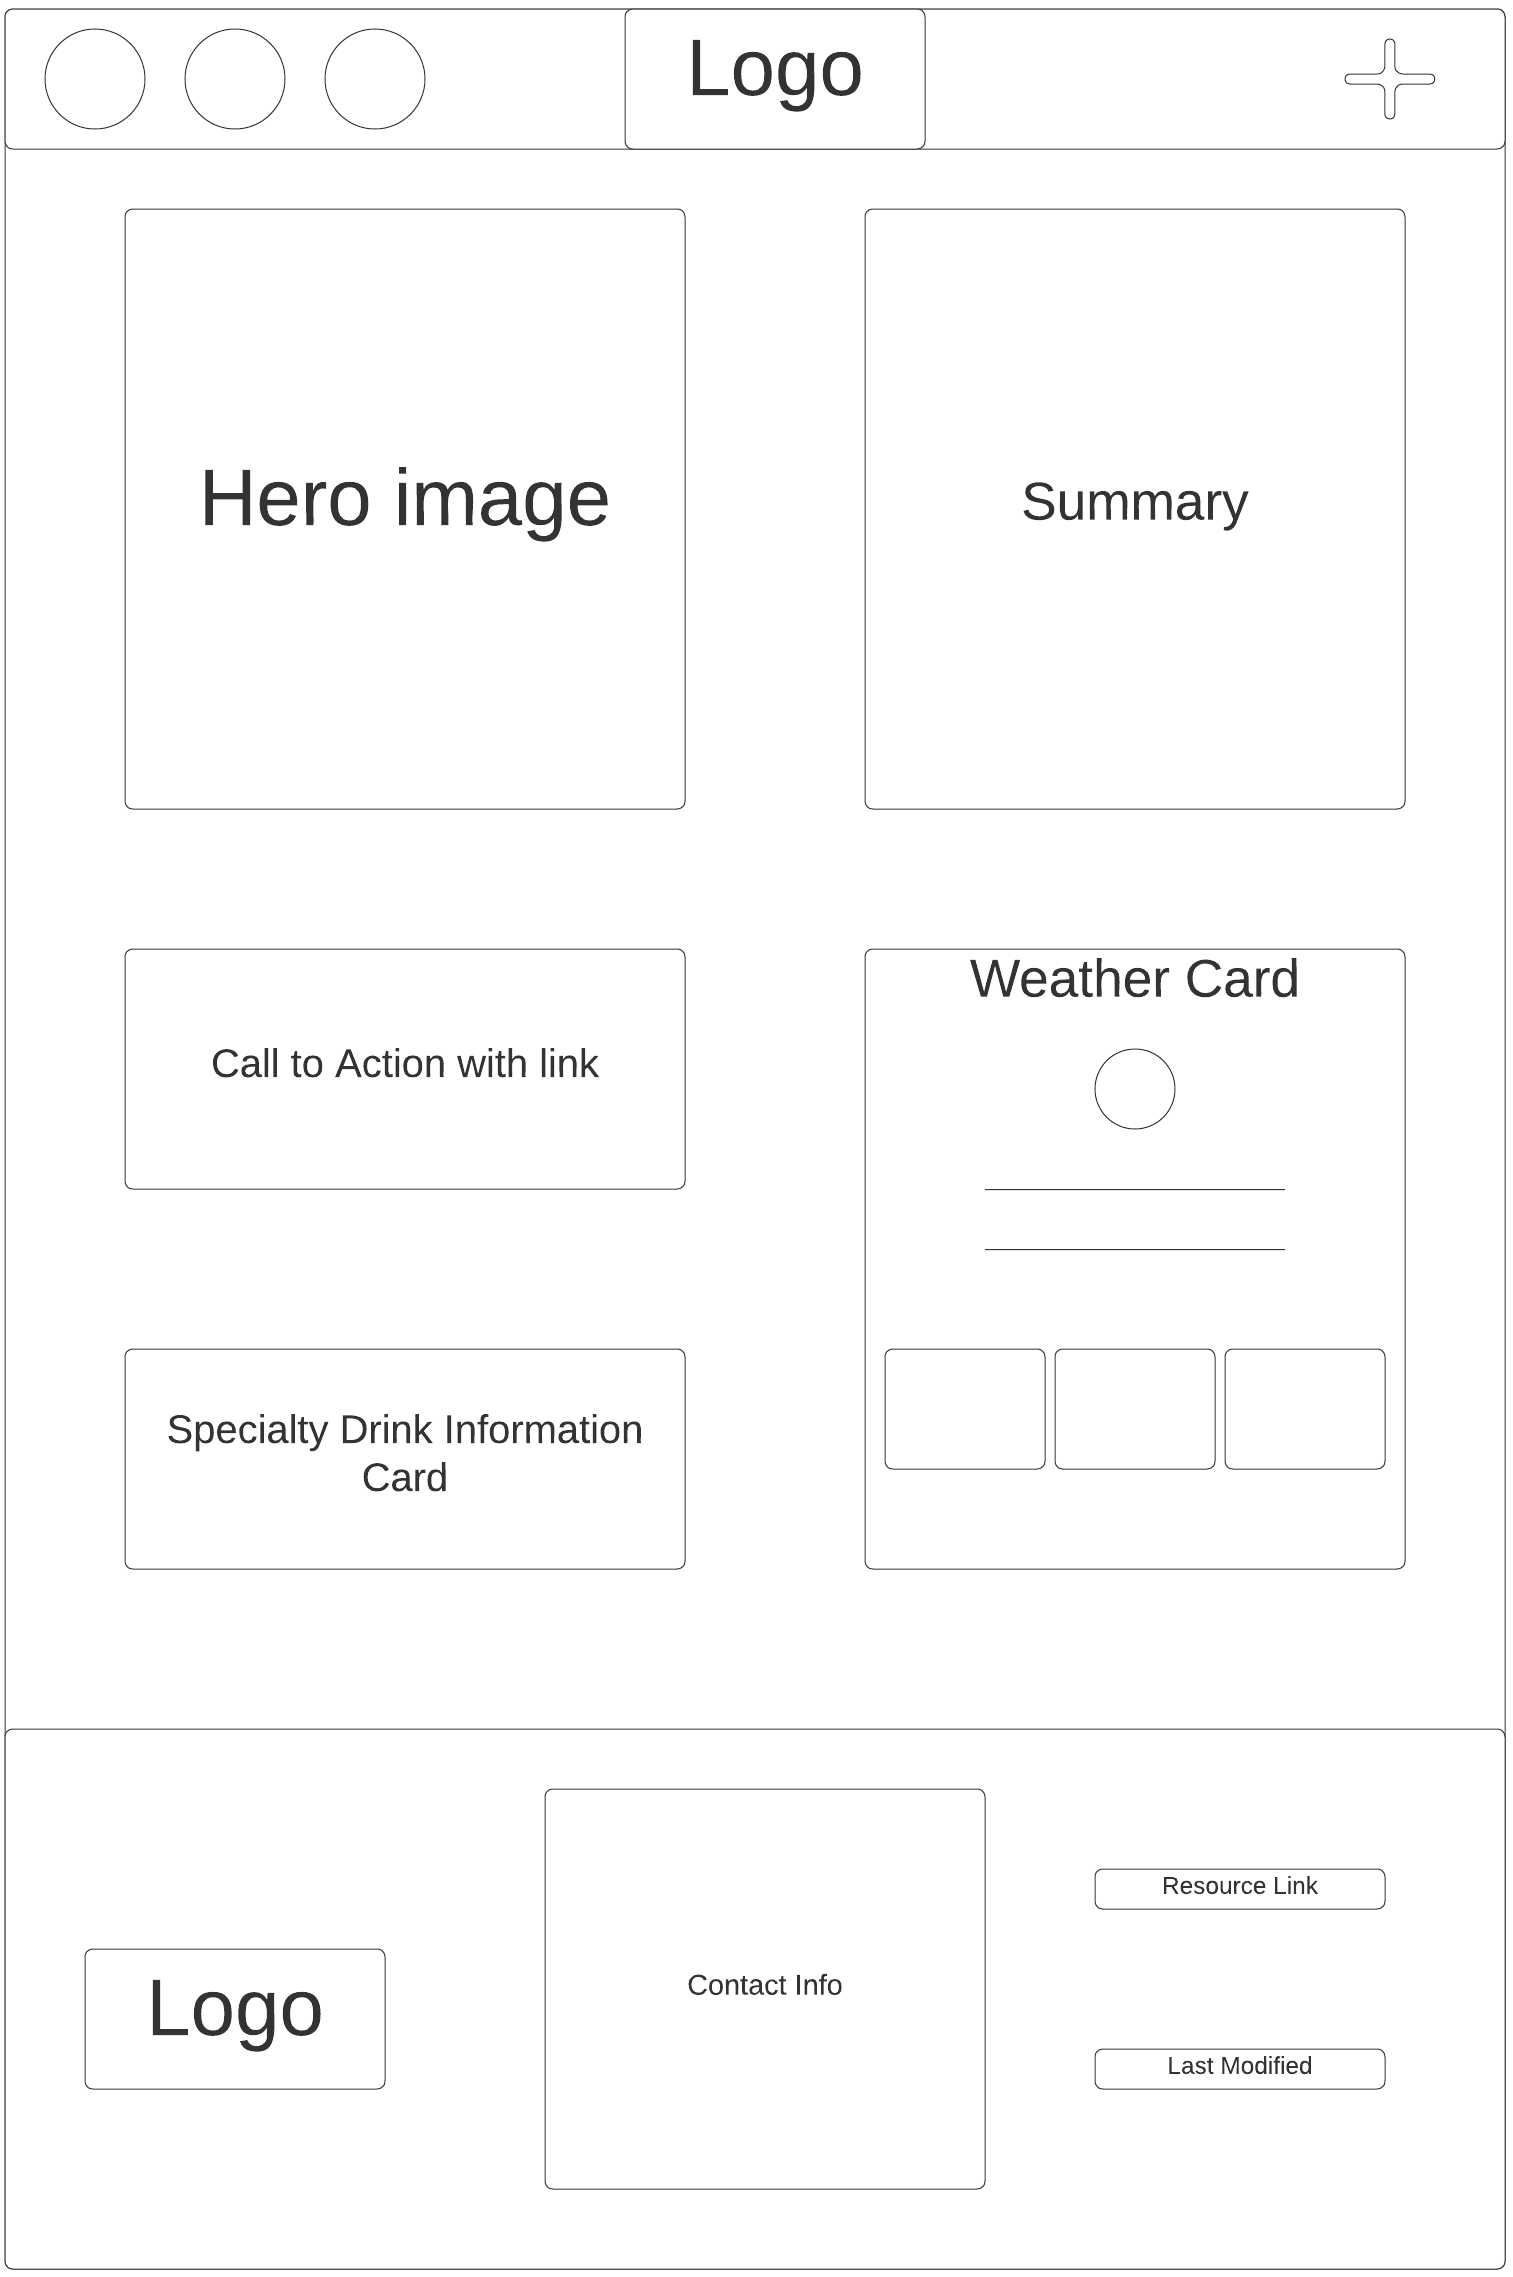 Logo
Hero image
Summary
Call to Action with link
Weather Card
Specialty Drink Information
Card
Logo
Contact Info
Resource Link
Last Modified